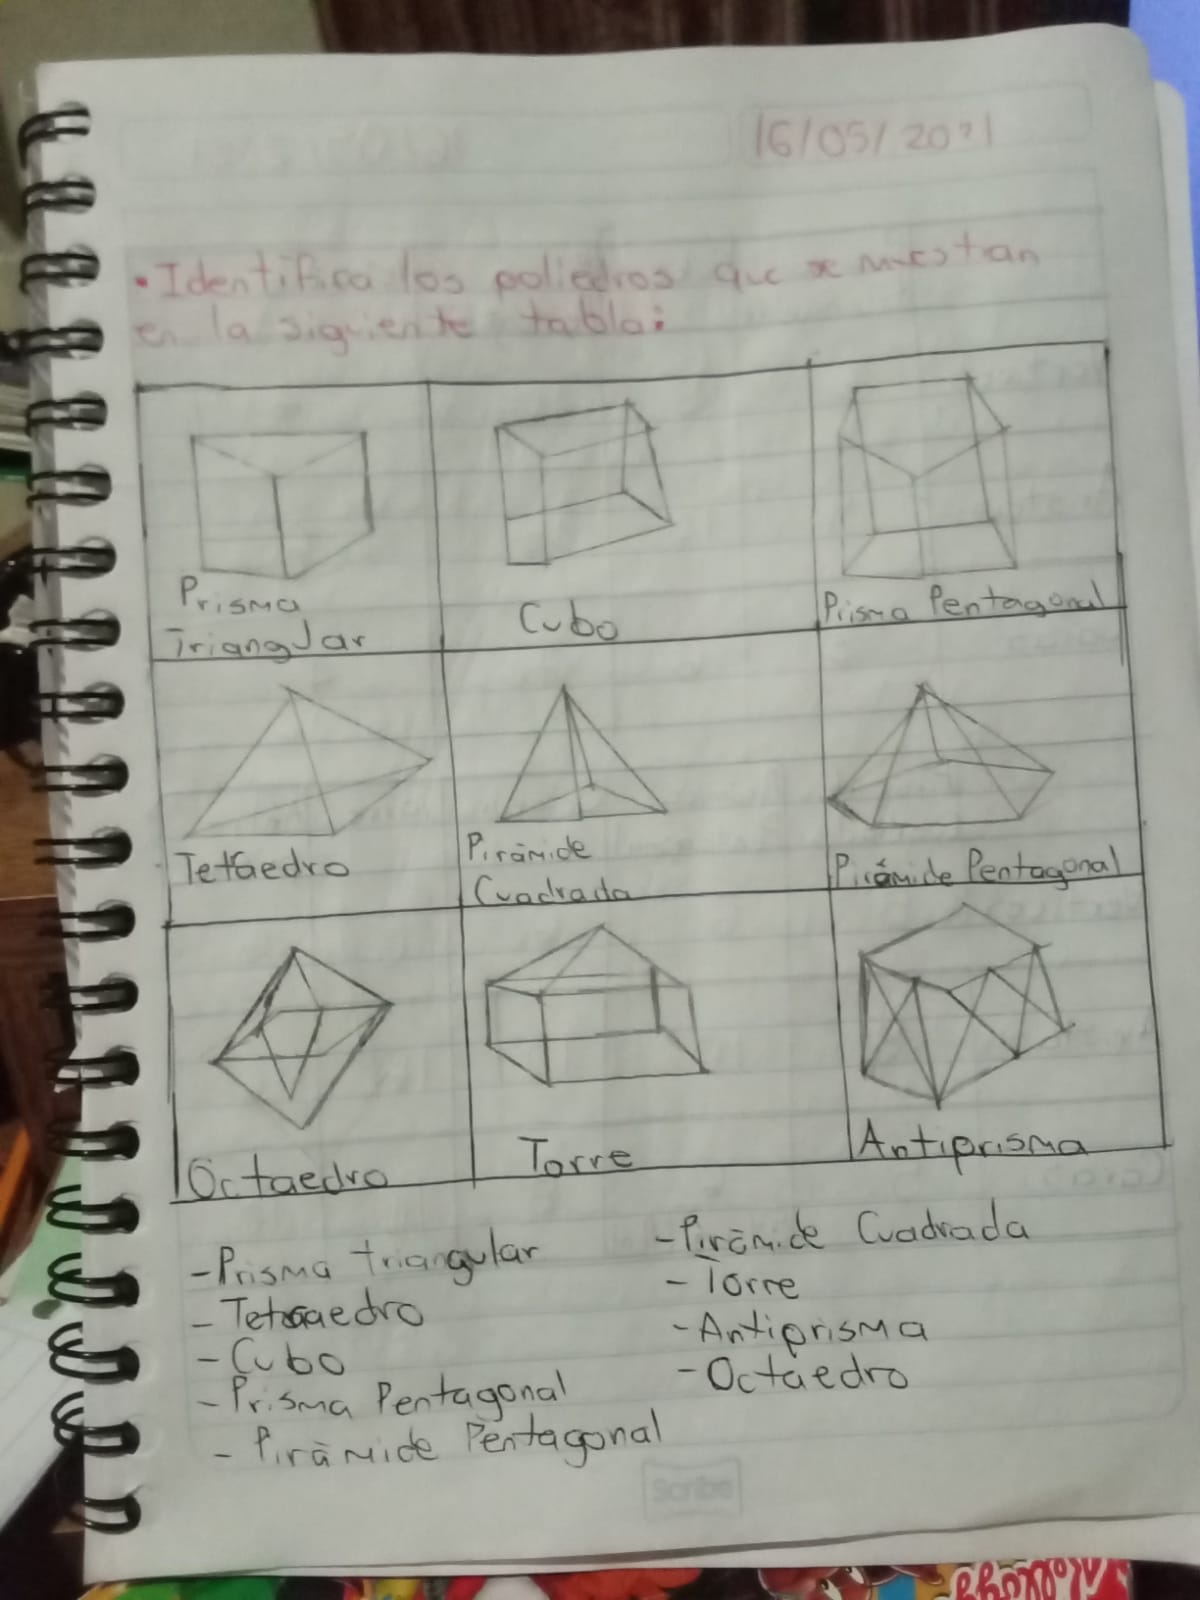 16/05/2021
• Identifica los poliedros que se muestran
en la siguiente tabla:
Prisma
Triangular
Cubo
Prisma Pentagonal
Tetraedro
Pirámide
Cuadrada
Pirámide Pentagonal
Octaedro
Torre
Antiprisma
- Prisma triangular
- Tetraedro
- Cubo
- Prisma Pentagonal
- Pirámide Pentagonal
- Pirámide Cuadrada
- Torre
- Antiprisma
- Octaedro
Scribe
Kellogg